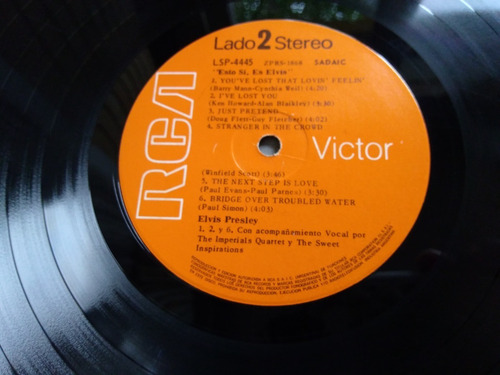 Lado 2 Stereo
LSP-4445 ZPRS-1868 SADAIC
"Esto Sí, Es Elvis"
1. YOU'VE LOST THAT LOVIN' FEELIN'
(Barry Mann-Cynthia Weil) (4:20)
2. I'VE LOST YOU
(Ken Howard-Alan Blaikley) (3:30)
3. JUST PRETEND
(Doug Flett-Guy Fletcher) (4:02)
4. STRANGER IN THE CROWD
RCA Victor
(Winfield Scott) (3:46)
5. THE NEXT STEP IS LOVE
(Paul Evans-Paul Parnes) (3:30)
6. BRIDGE OVER TROUBLED WATER
(Paul Simon) (4:03)
Elvis Presley
1, 2, y 6, Con acompañamiento Vocal por
The Imperials Quartet y The Sweet
Inspirations